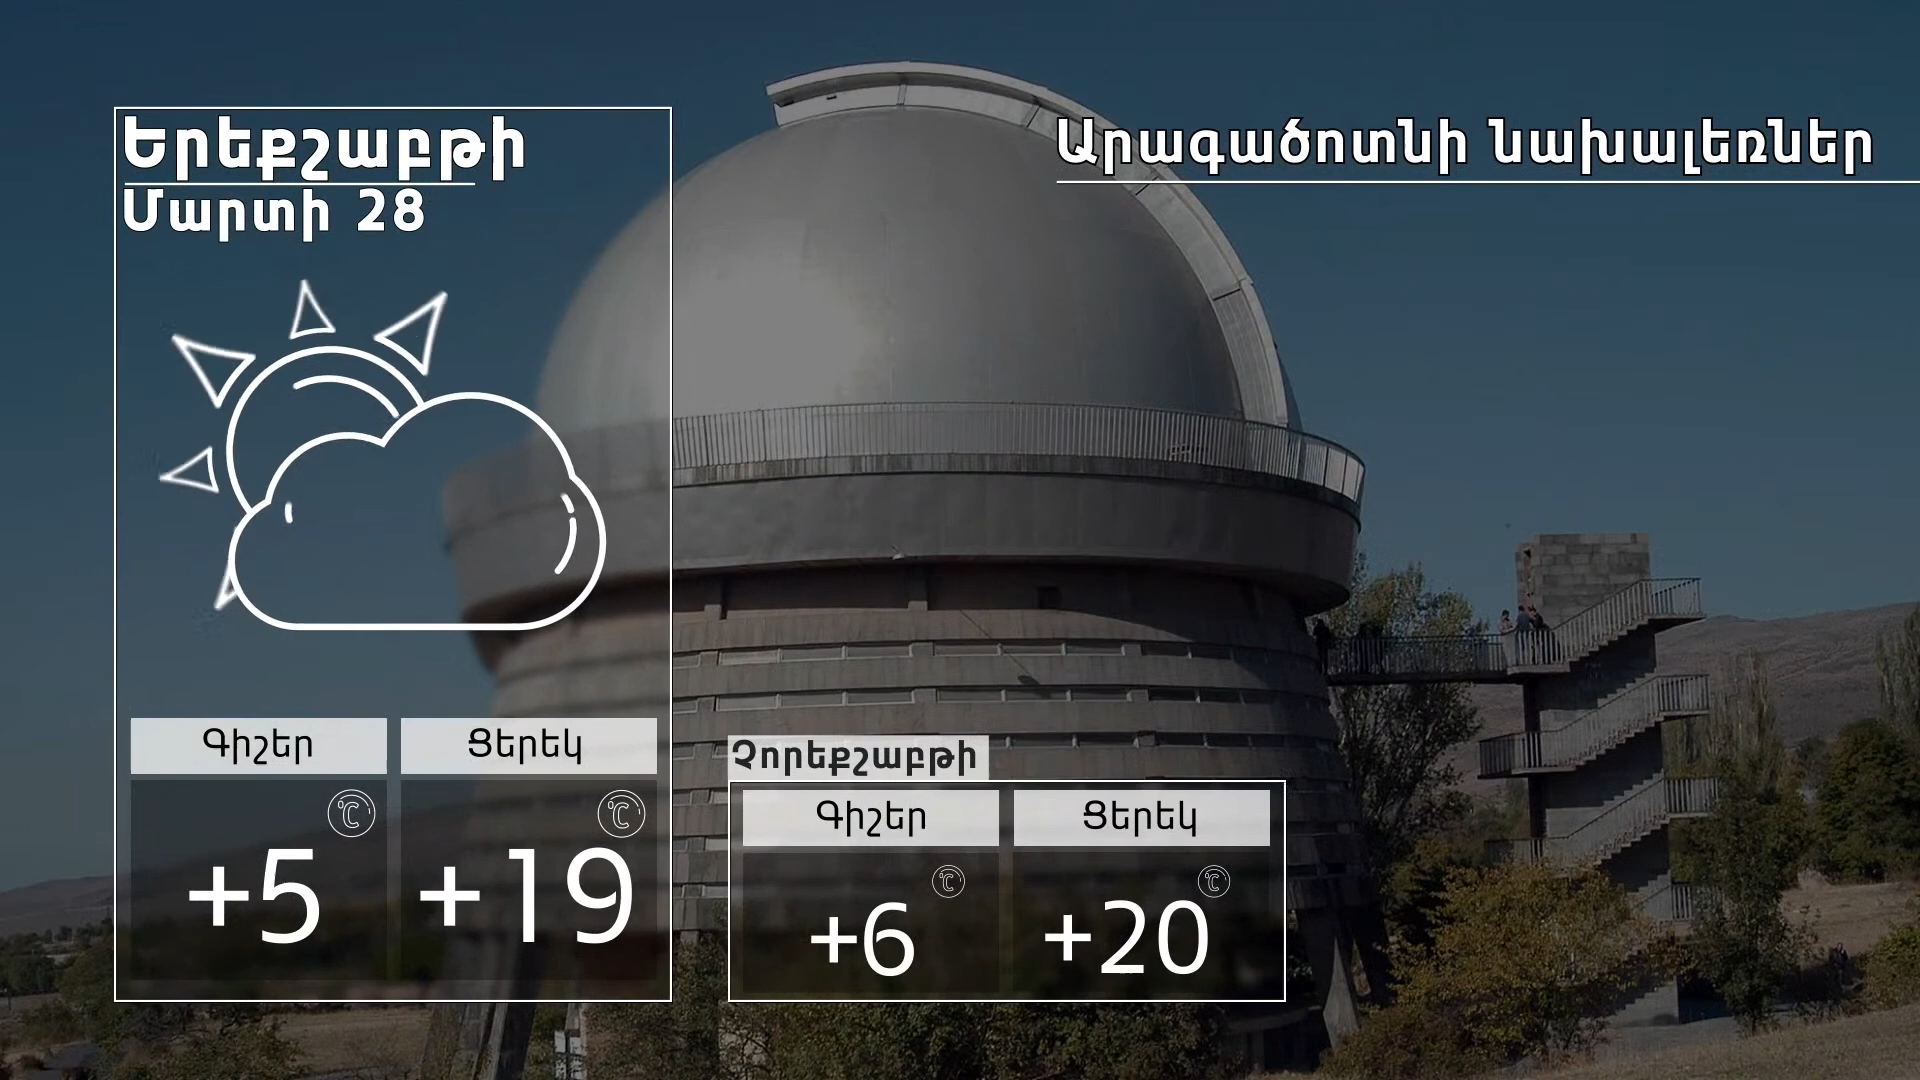 Երեքշաբթի
Մարտի 28
Արագածոտնի նախալեռներ
Գիշեր
Ցերեկ
℃
℃
+5
+19
Չորեքշաբթի
Գիշեր
Ցերեկ
℃
℃
+6
+20